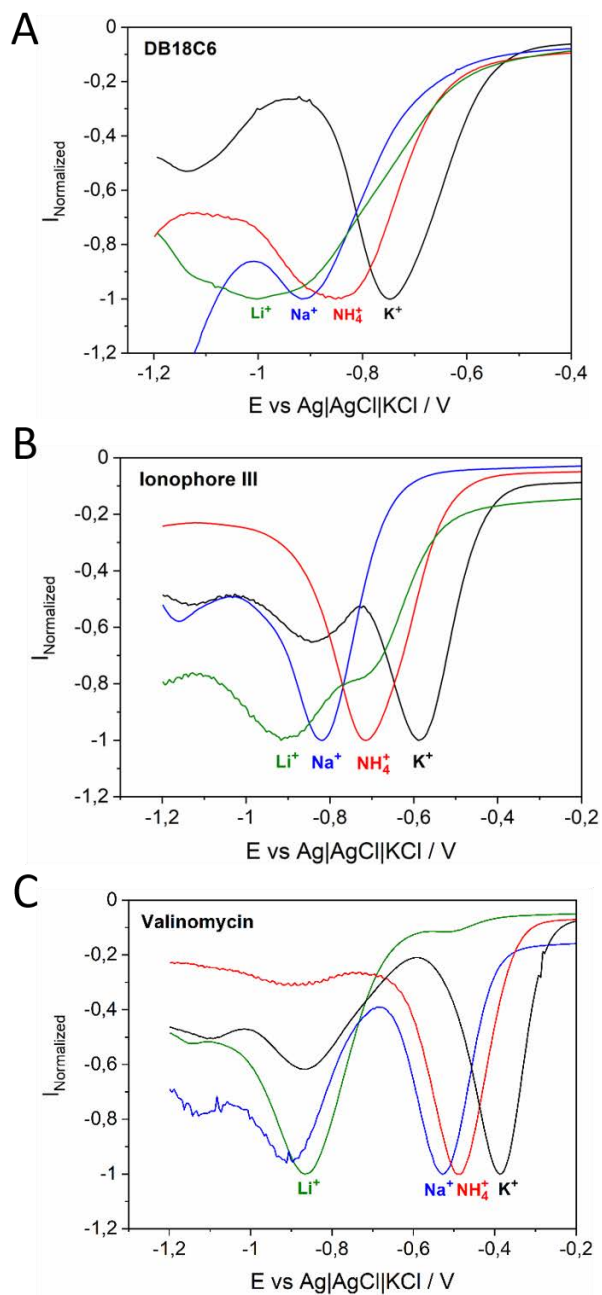 A
DB18C6
0
-0,2
-0,4
-0,6
-0,8
-1
-1,2
I Normalized
Li+ Na+ NH4+ K+
-1,2 -1 -0,8 -0,6 -0,4
E vs Ag|AgCl|KCl / V
B
Ionophore III
0
-0,2
-0,4
-0,6
-0,8
-1
-1,2
I Normalized
Li+ Na+ NH4+ K+
-1,2 -1 -0,8 -0,6 -0,4 -0,2
E vs Ag|AgCl|KCl / V
C
Valinomycin
0
-0,2
-0,4
-0,6
-0,8
-1
-1,2
I Normalized
Li+ Na+ NH4+ K+
-1,2 -1 -0,8 -0,6 -0,4 -0,2
E vs Ag|AgCl|KCl / V